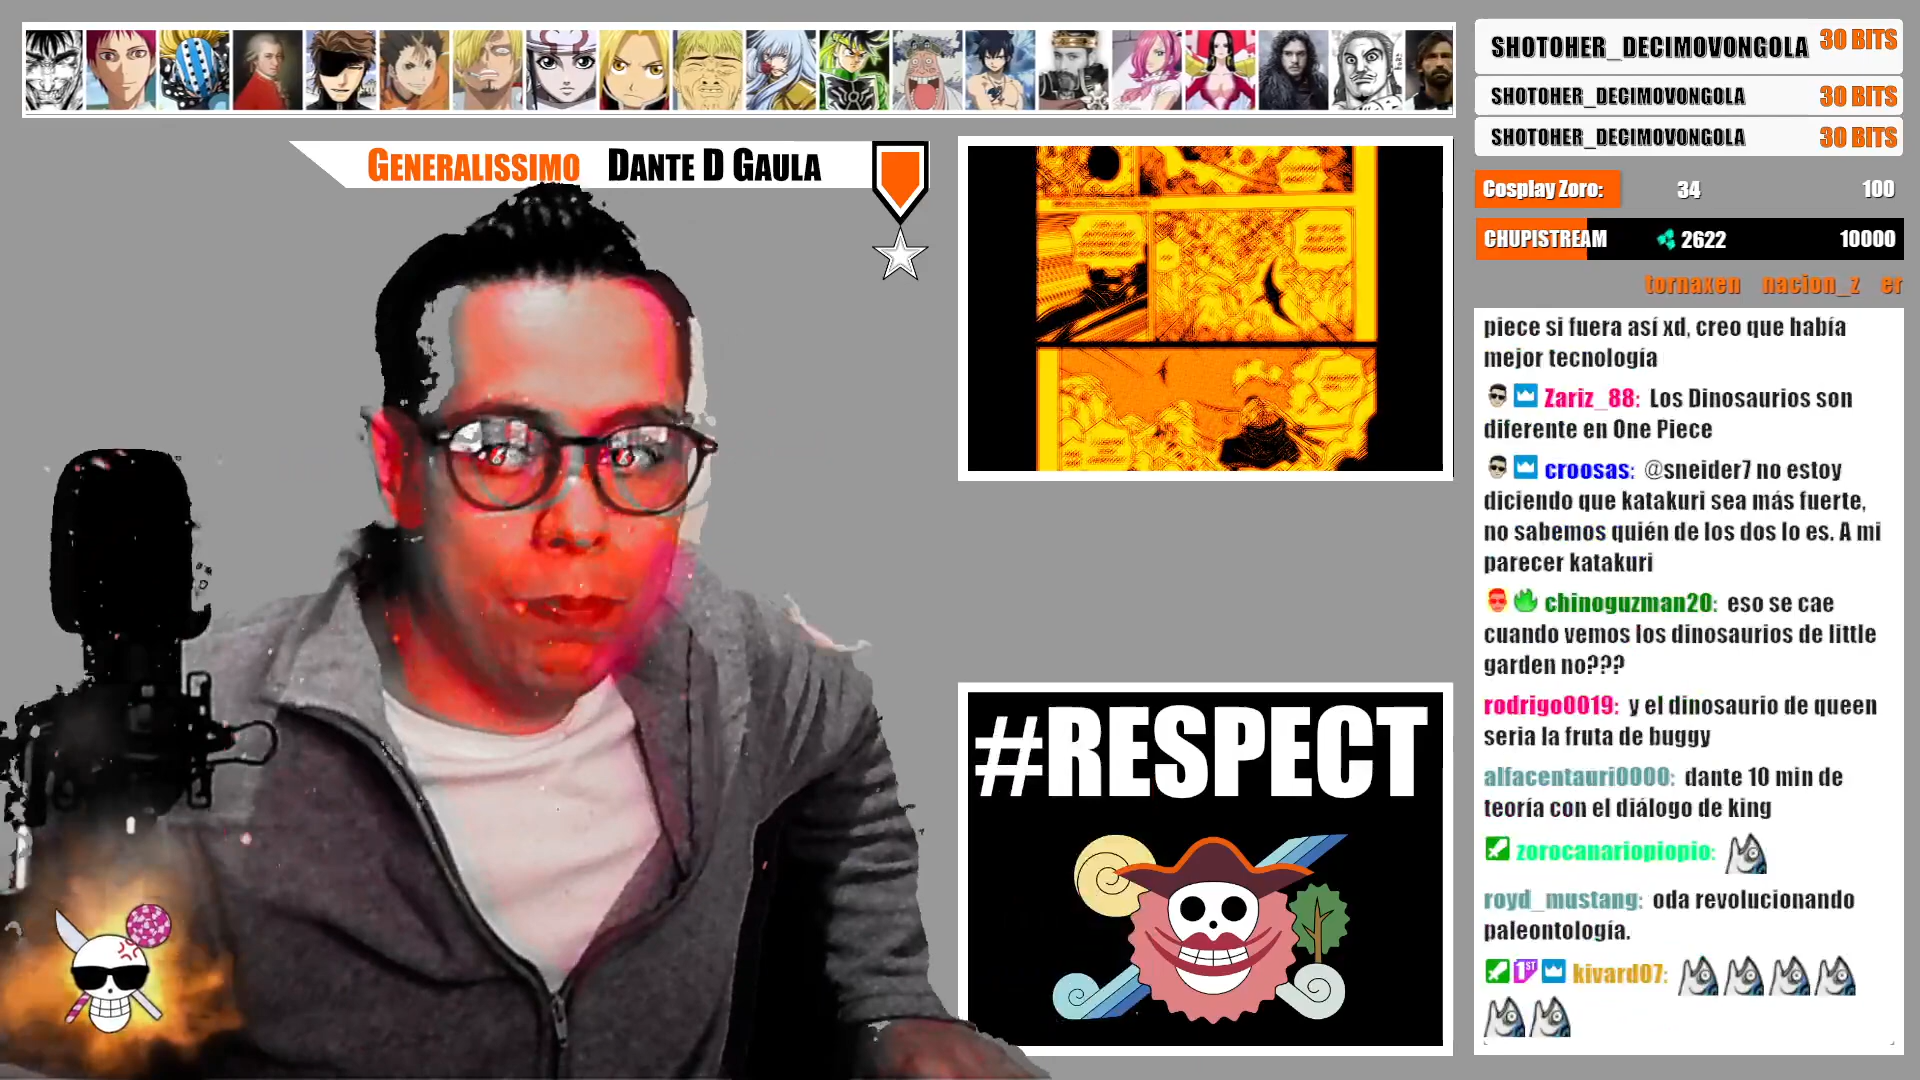 SHOTOHER_DECIMOVONGOLA 30 BITS
SHOTOHER_DECIMOVONGOLA 30 BITS
SHOTOHER_DECIMOVONGOLA 30 BITS
GENERALISSIMO DANTE D GAULA
Cosplay Zoro: 34 100
CHUPISTREAM 2622 10000
tornaxen nacion_z er
piece si fuera así xd, creo que había
mejor tecnología
Zariz_88: Los Dinosaurios son
diferente en One Piece
croosas: @sneider7 no estoy
diciendo que katakuri sea más fuerte,
no sabemos quién de los dos lo es. A mi
parecer katakuri
chinoguzman20: eso se cae
cuando vemos los dinosaurios de little
garden no???
rodrigo0019: y el dinosaurio de queen
seria la fruta de buggy
alfacentauri0000: dante 10 min de
teoría con el diálogo de king
zorocanariopiopio:
royd_mustang: oda revolucionando
paleontología.
1ST kivard07:
#RESPECT